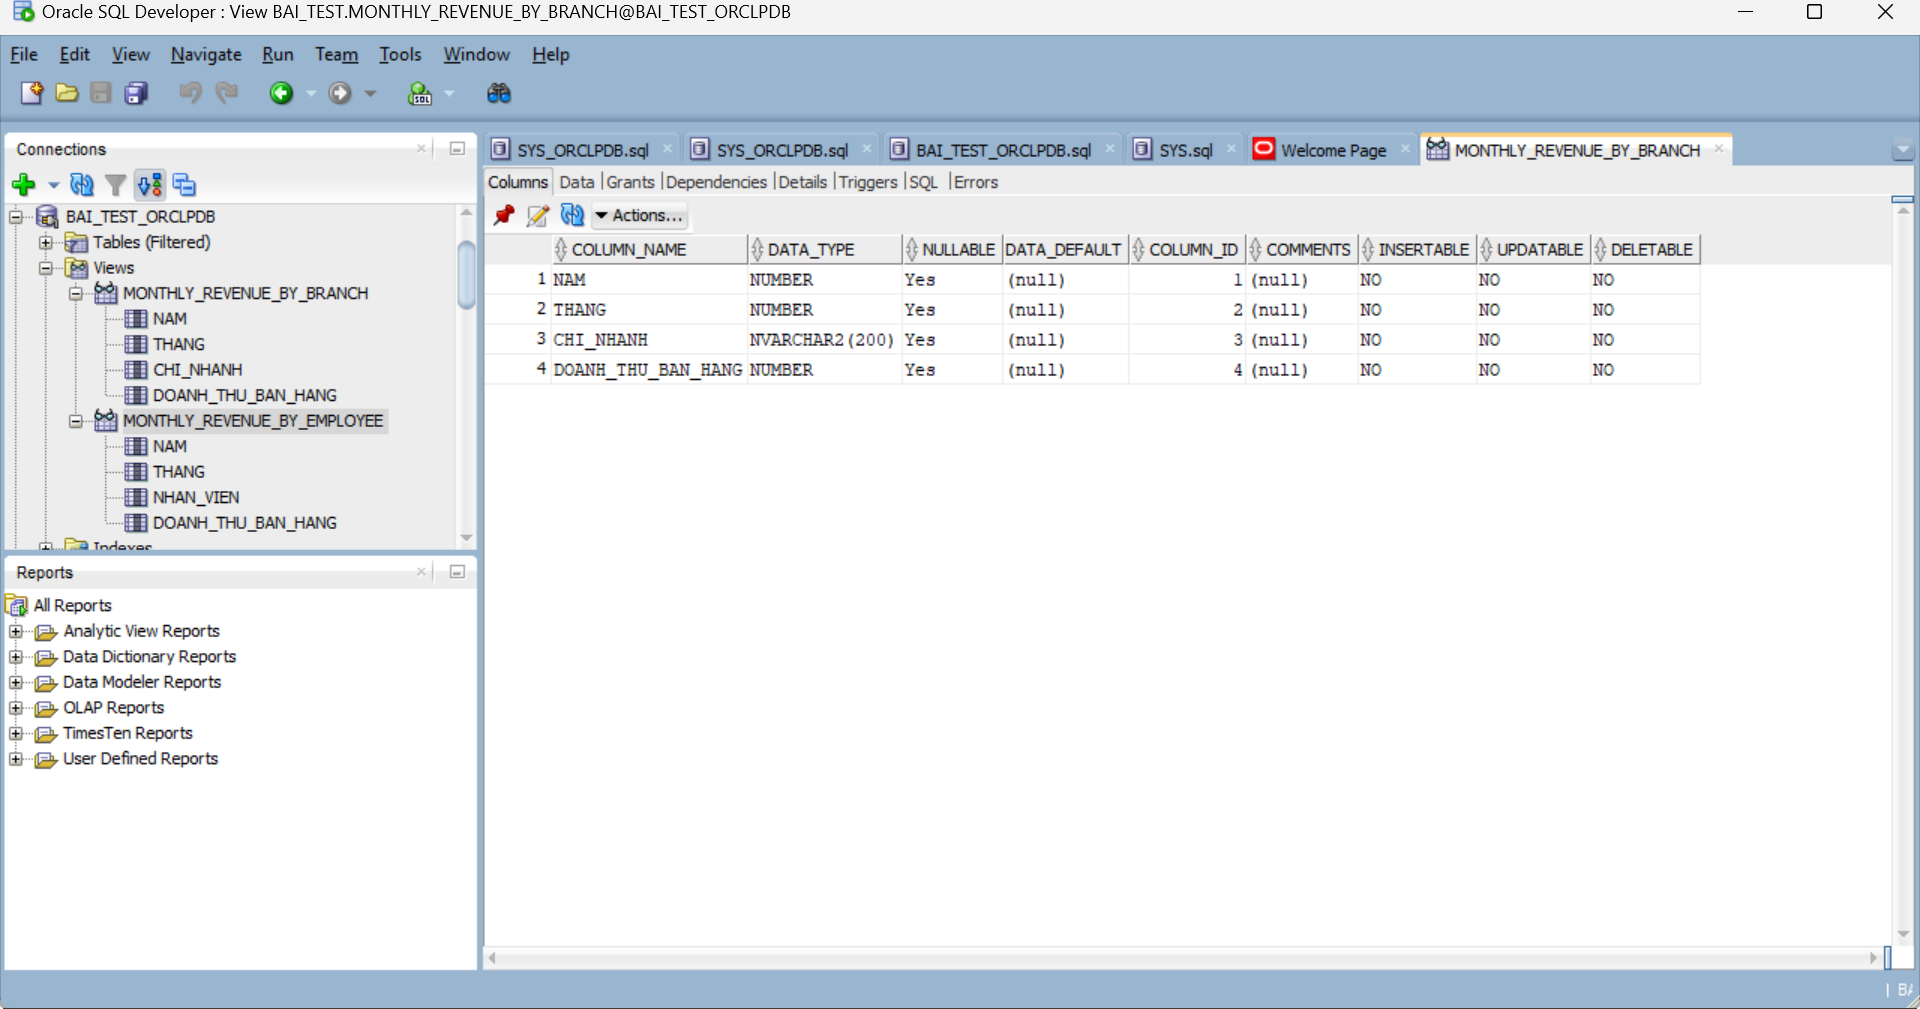 Oracle SQL Developer : View BAI_TEST.MONTHLY_REVENUE_BY_BRANCH@BAI_TEST_ORCLPDB
File Edit View Navigate Run Team Tools Window Help
Connections
BAI_TEST_ORCLPDB
Tables (Filtered)
Views
MONTHLY_REVENUE_BY_BRANCH
NAM
THANG
CHI_NHANH
DOANH_THU_BAN_HANG
MONTHLY_REVENUE_BY_EMPLOYEE
NAM
THANG
NHAN_VIEN
DOANH_THU_BAN_HANG
Indexes
Reports
All Reports
Analytic View Reports
Data Dictionary Reports
Data Modeler Reports
OLAP Reports
TimesTen Reports
User Defined Reports
SYS_ORCLPDB.sql SYS_ORCLPDB.sql BAI_TEST_ORCLPDB.sql SYS.sql Welcome Page MONTHLY_REVENUE_BY_BRANCH
Columns Data Grants Dependencies Details Triggers SQL Errors
Actions...
COLUMN_NAME DATA_TYPE NULLABLE DATA_DEFAULT COLUMN_ID COMMENTS INSERTABLE UPDATABLE DELETABLE
1 NAM NUMBER Yes (null) 1 (null) NO NO NO
2 THANG NUMBER Yes (null) 2 (null) NO NO NO
3 CHI_NHANH NVARCHAR2(200) Yes (null) 3 (null) NO NO NO
4 DOANH_THU_BAN_HANG NUMBER Yes (null) 4 (null) NO NO NO